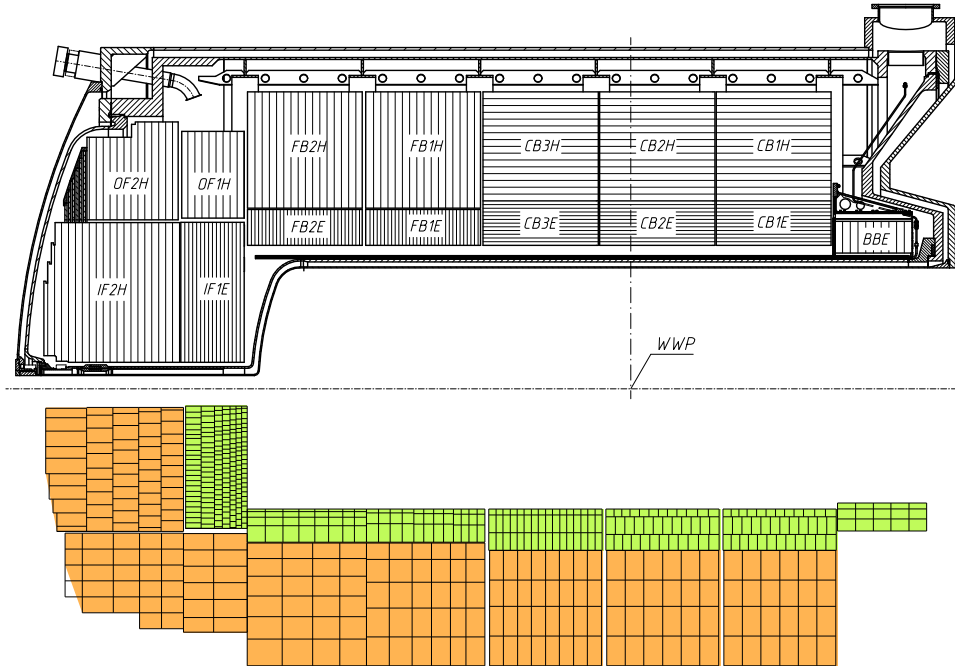 OF2H
OF1H
FB2H
FB1H
CB3H
CB2H
CB1H
FB2E
FB1E
CB3E
CB2E
CB1E
BBE
IF2H
IF1E
WWP